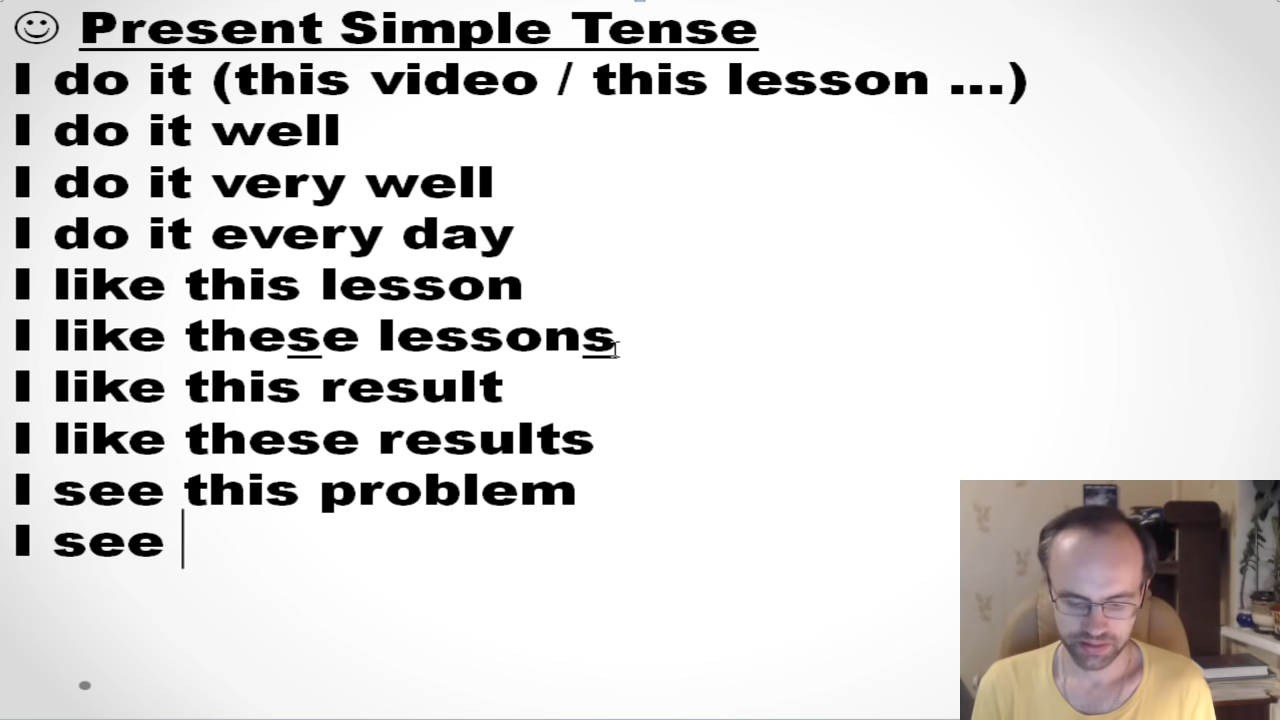 ☺ Present Simple Tense
I do it (this video / this lesson ...)
I do it well
I do it very well
I do it every day
I like this lesson
I like these lessons
I like this result
I like these results
I see this problem
I see